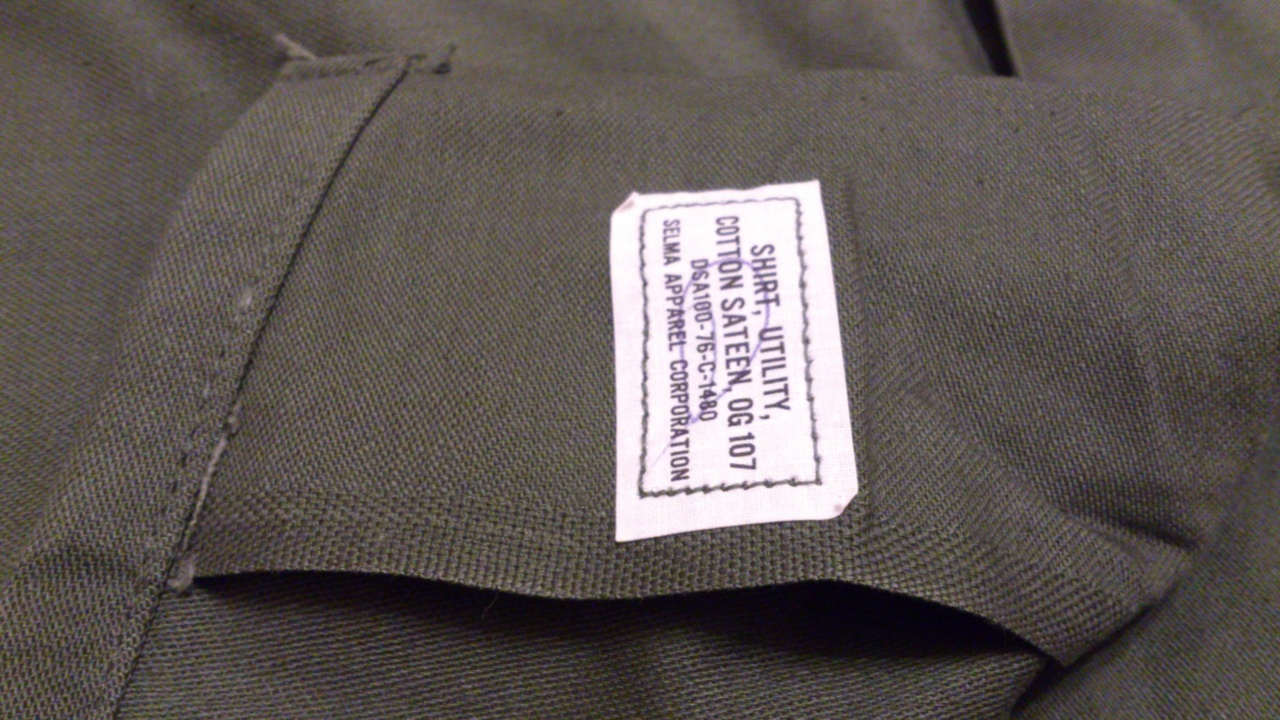 SHIRT, UTILITY,
COTTON SATEEN, OG 107
DSA100-76-C-1480
SELMA APPAREL CORPORATION